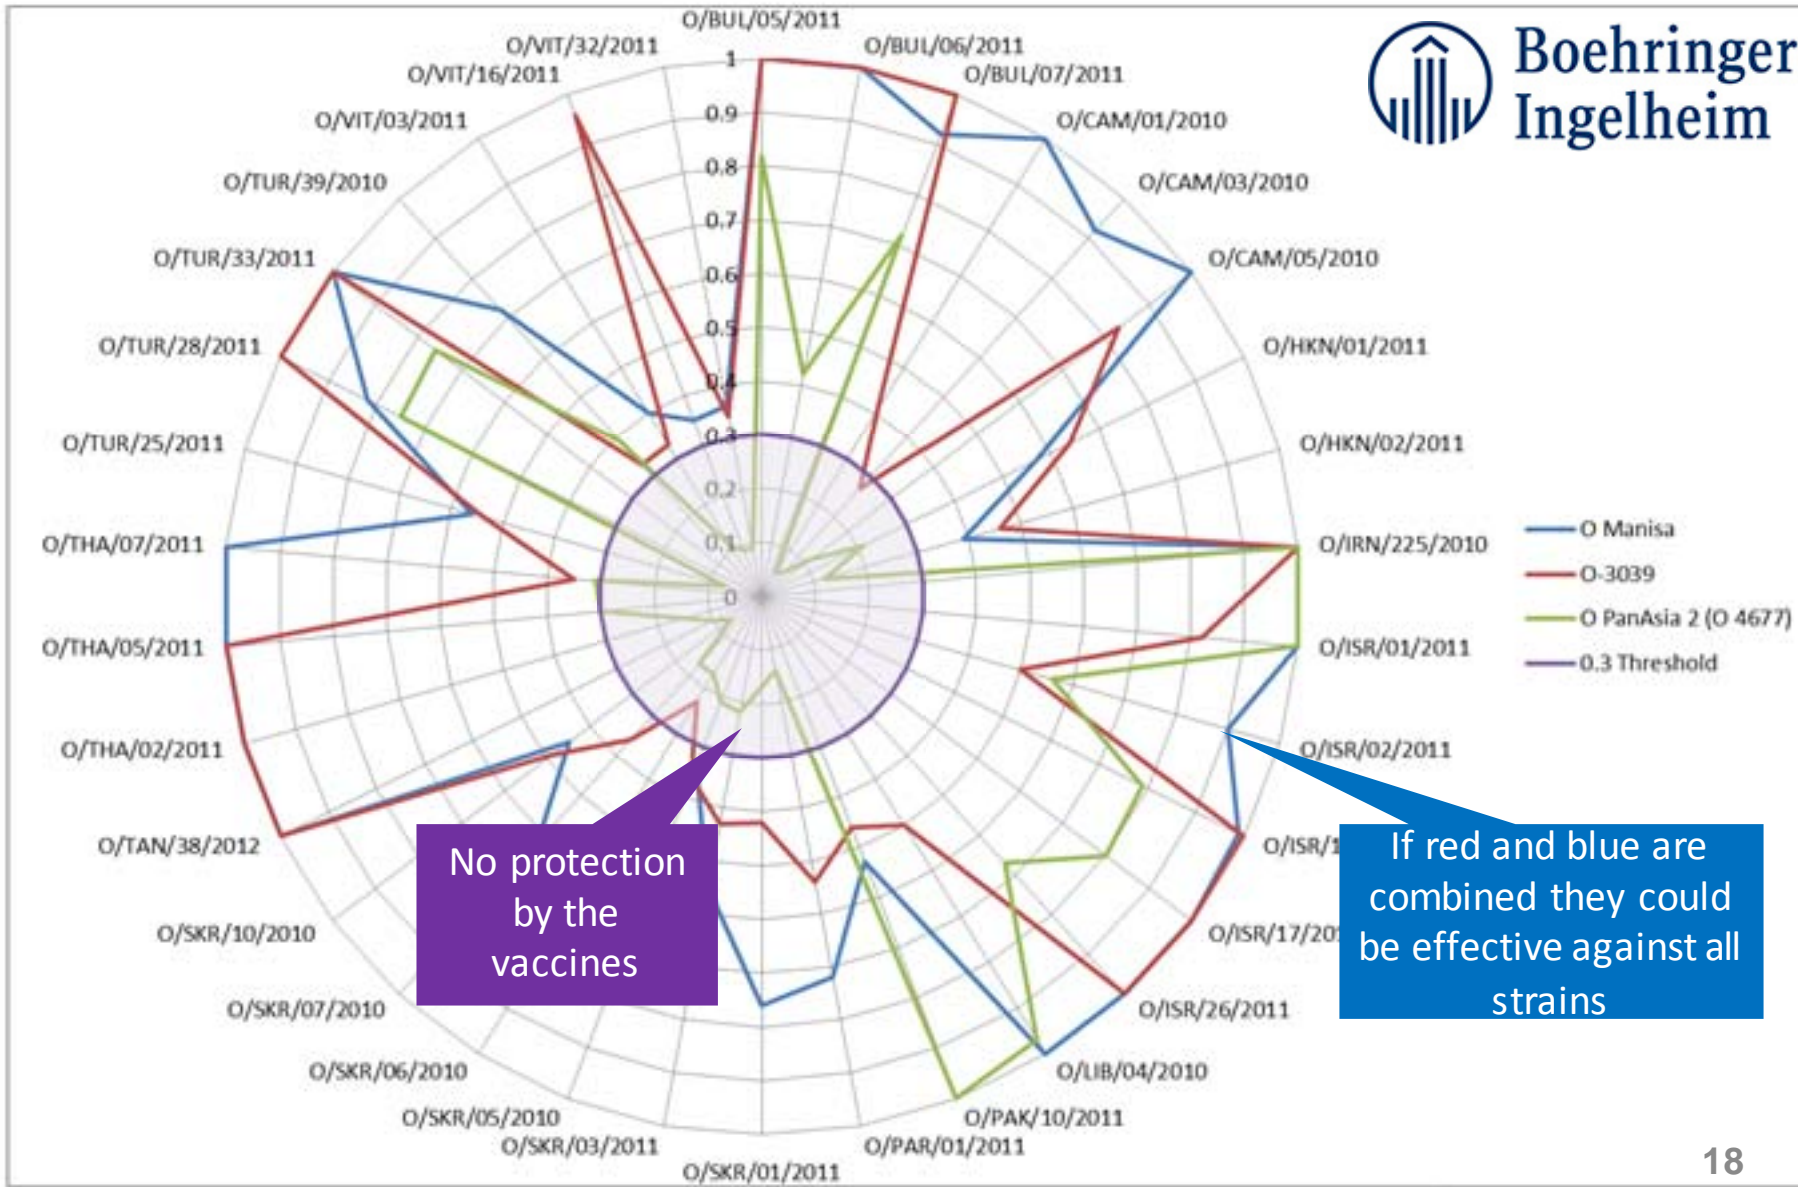 O/BUL/05/2011
O/VIT/32/2011
O/BUL/06/2011
O/VIT/16/2011
O/BUL/07/2011
O/VIT/03/2011
O/CAM/01/2010
O/TUR/39/2010
O/CAM/03/2010
O/TUR/33/2011
O/CAM/05/2010
O/TUR/28/2011
O/HKN/01/2011
O/TUR/25/2011
O/HKN/02/2011
O/THA/07/2011
O/IRN/225/2010
O/THA/05/2011
O/ISR/01/2011
O/THA/02/2011
O/ISR/02/2011
O/TAN/38/2012
O/ISR/1
O/SKR/10/2010
O/ISR/17/20
O/SKR/07/2010
O/ISR/26/2011
O/SKR/06/2010
O/LIB/04/2010
O/SKR/05/2010
O/PAK/10/2011
O/SKR/03/2011
O/PAR/01/2011
O/SKR/01/2011
1
0.9
0.8
0.7
0.6
0.5
0.4
0.3
0.2
0.1
0
Boehringer
Ingelheim
O Manisa
O-3039
O PanAsia 2 (O 4677)
0.3 Threshold
No protection
by the
vaccines
If red and blue are
combined they could
be effective against all
strains
18